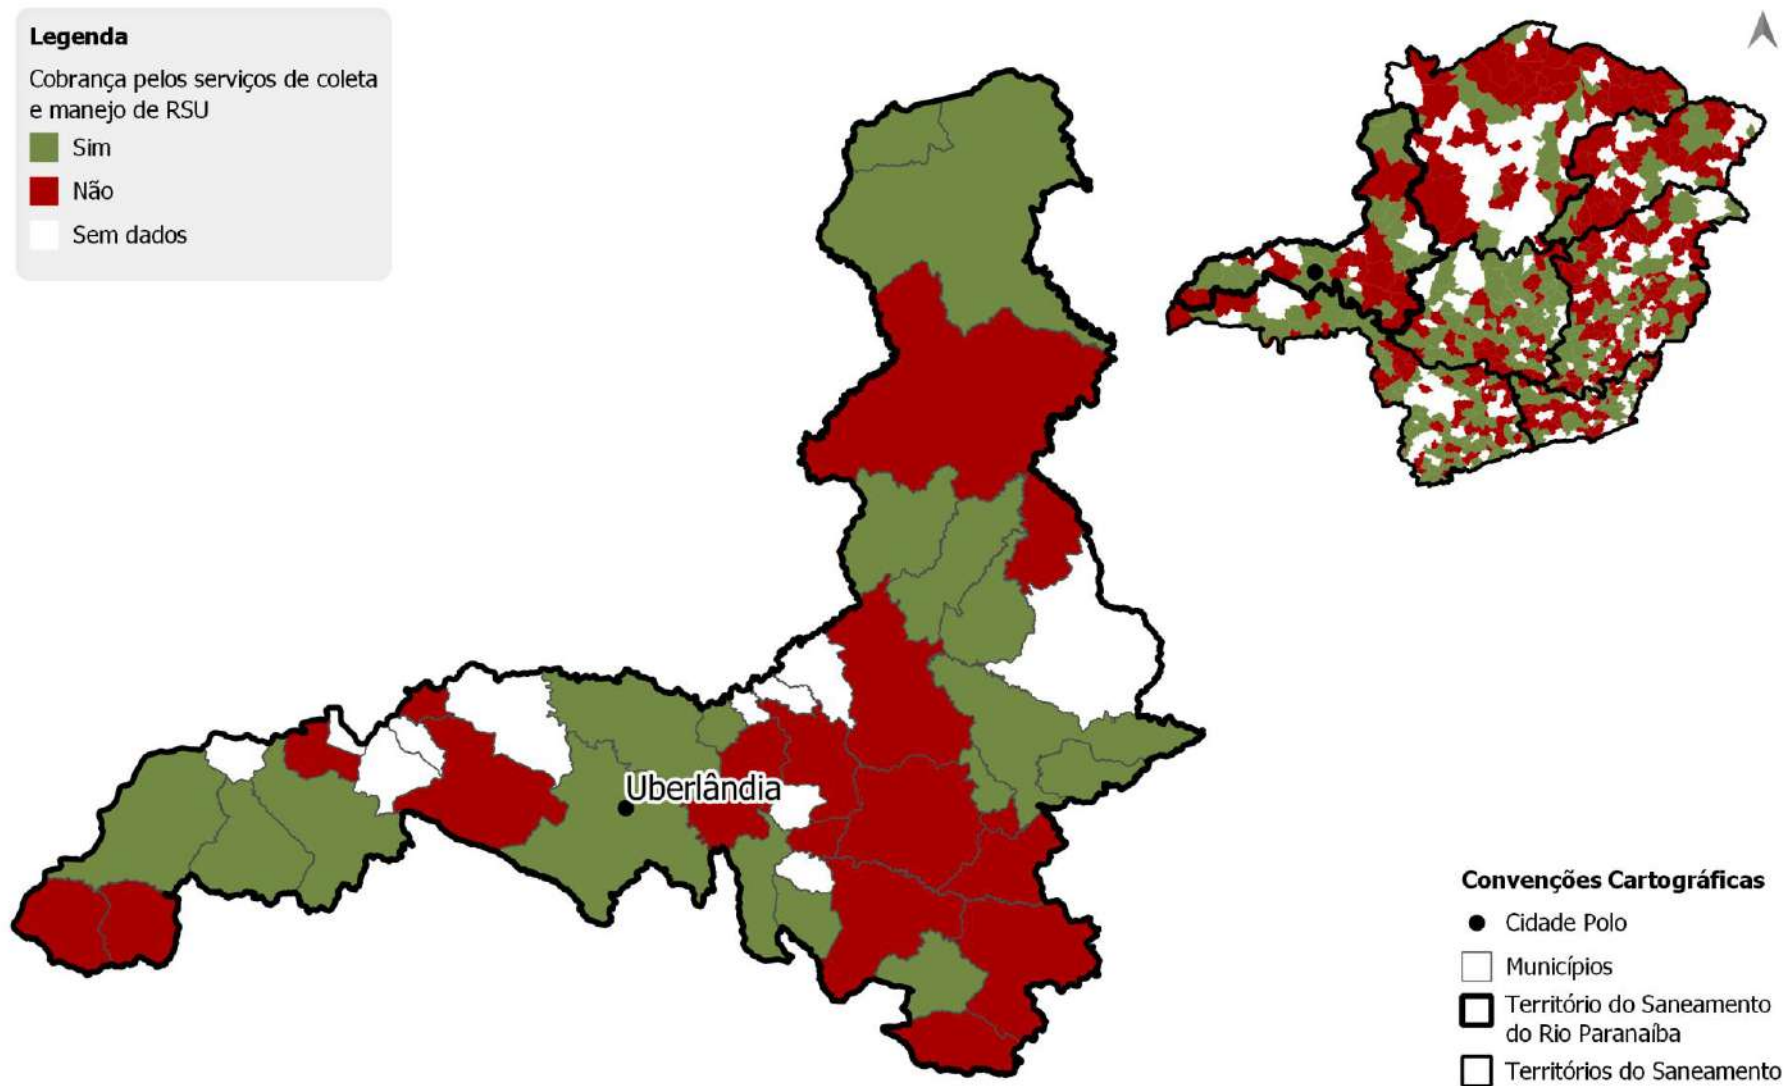 Legenda
Cobrança pelos serviços de coleta
e manejo de RSU
Sim
Não
Sem dados
Uberlândia
Convenções Cartográficas
Cidade Polo
Municípios
Território do Saneamento
do Rio Paranaíba
Territórios do Saneamento